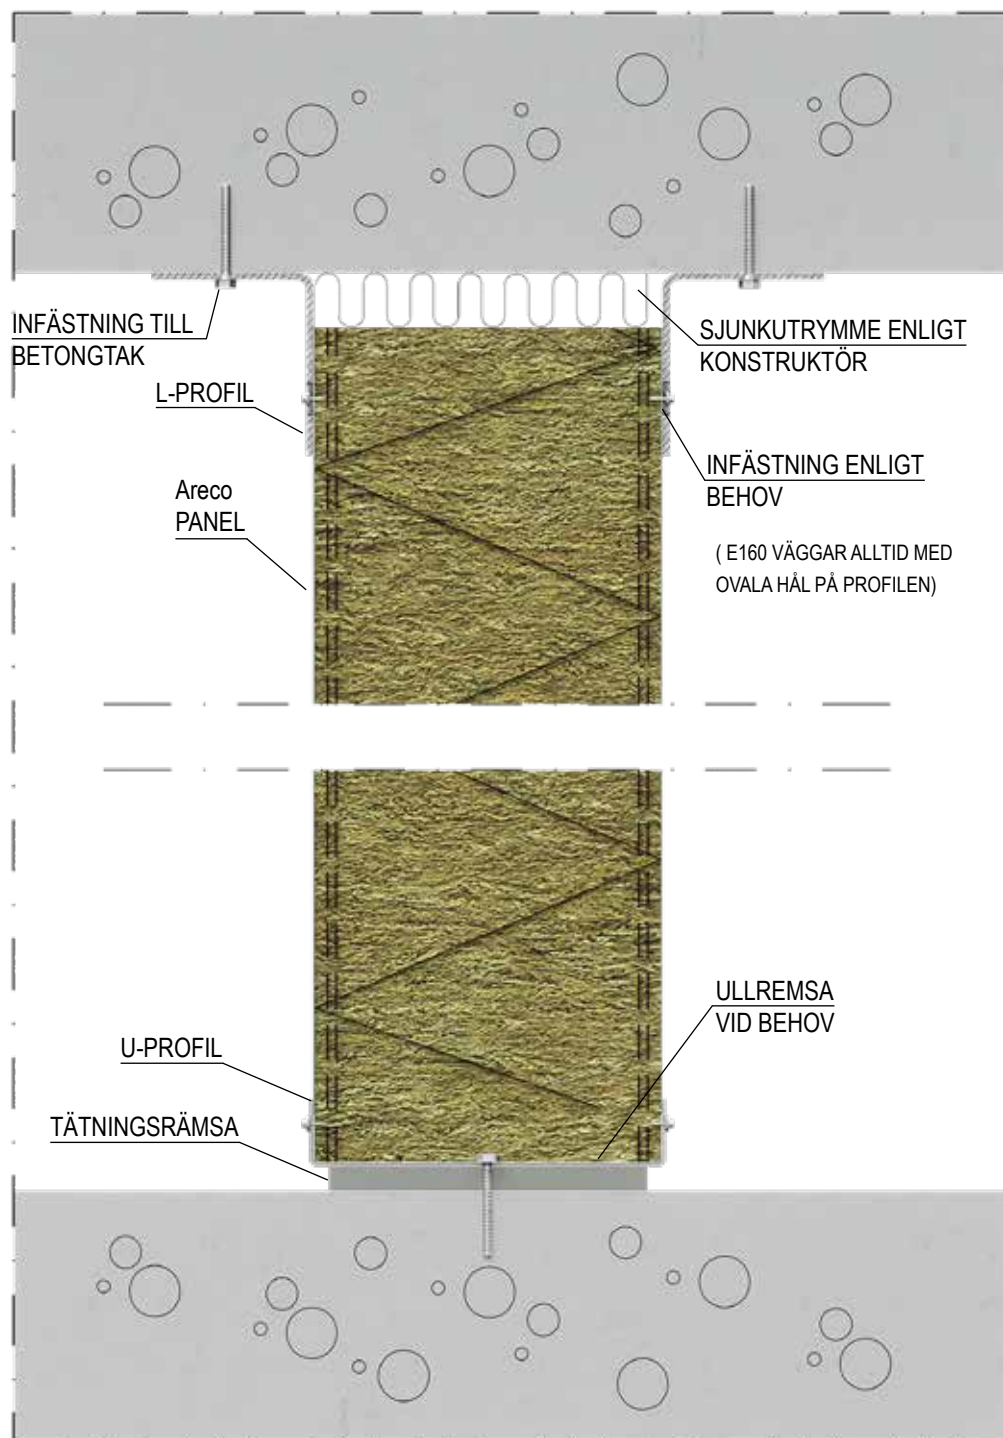 INFÄSTNING TILL
BETONGTAK
SJUNKUTRYMME ENLIGT
KONSTRUKTÖR
L-PROFIL
INFÄSTNING ENLIGT
BEHOV
Areco
PANEL
( E160 VÄGGAR ALLTID MED
OVALA HÅL PÅ PROFILEN)
ULLREMSA
VID BEHOV
U-PROFIL
TÄTNINGSRÄMSA